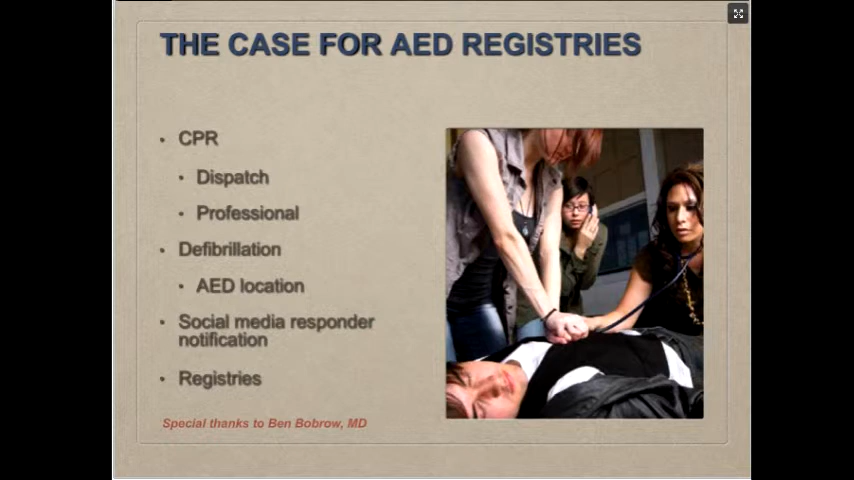 THE CASE FOR AED REGISTRIES
CPR
Dispatch
Professional
Defibrillation
AED location
Social media responder
notification
Registries
Special thanks to Ben Bobrow, MD